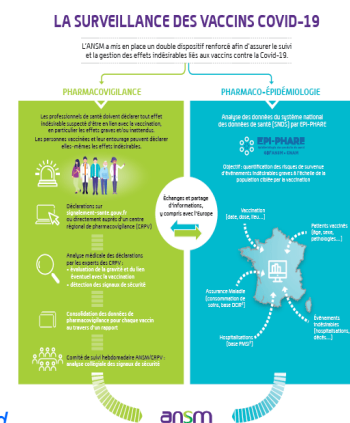 LA SURVEILLANCE DES VACCINS COVID-19
L'ANSM a mis en place un double dispositif renforcé afin d'assurer le suivi
et la gestion des effets indésirables liés aux vaccins contre la Covid-19.
PHARMACOVIGILANCE
Les professionnels de santé doivent déclarer tout effet
indésirable suspecté d'être en lien avec la vaccination,
en particulier les effets graves et/ou inattendus.
Les personnes vaccinées et leur entourage peuvent déclarer
elles-mêmes les effets indésirables.
Déclarations sur
signalement-sante.gouv.fr
ou directement auprès d'un centre
régional de pharmacovigilance (CRPV)
Analyse médicale des déclarations
par les experts des CRPV :
- évaluation de la gravité et du lien
éventuel avec la vaccination
- détection des signaux de sécurité
Consolidation des données de
pharmacovigilance pour chaque vaccin
au travers d'un rapport
Comité de suivi hebdomadaire ANSM/CRPV :
analyse collégiale des signaux de sécurité
Echanges et partage
d'informations,
y compris avec l'Europe
PHARMACO-ÉPIDÉMIOLOGIE
Analyse des données du système national
des données de santé (SNDS) par EPI-PHARE
EPI-PHARE
Objectif : quantification des risques de survenue
d'événements indésirables graves à l'échelle de la
population ciblée par la vaccination
Vaccination
(date, dose, lieu...)
Patients vaccinés
(âge, sexe,
pathologies...)
Assurance Maladie
(consommation de
soins, base DCIR)
Hospitalisations
(base PMSI)
Événements
indésirables
(hospitalisations,
décès...)
ansm